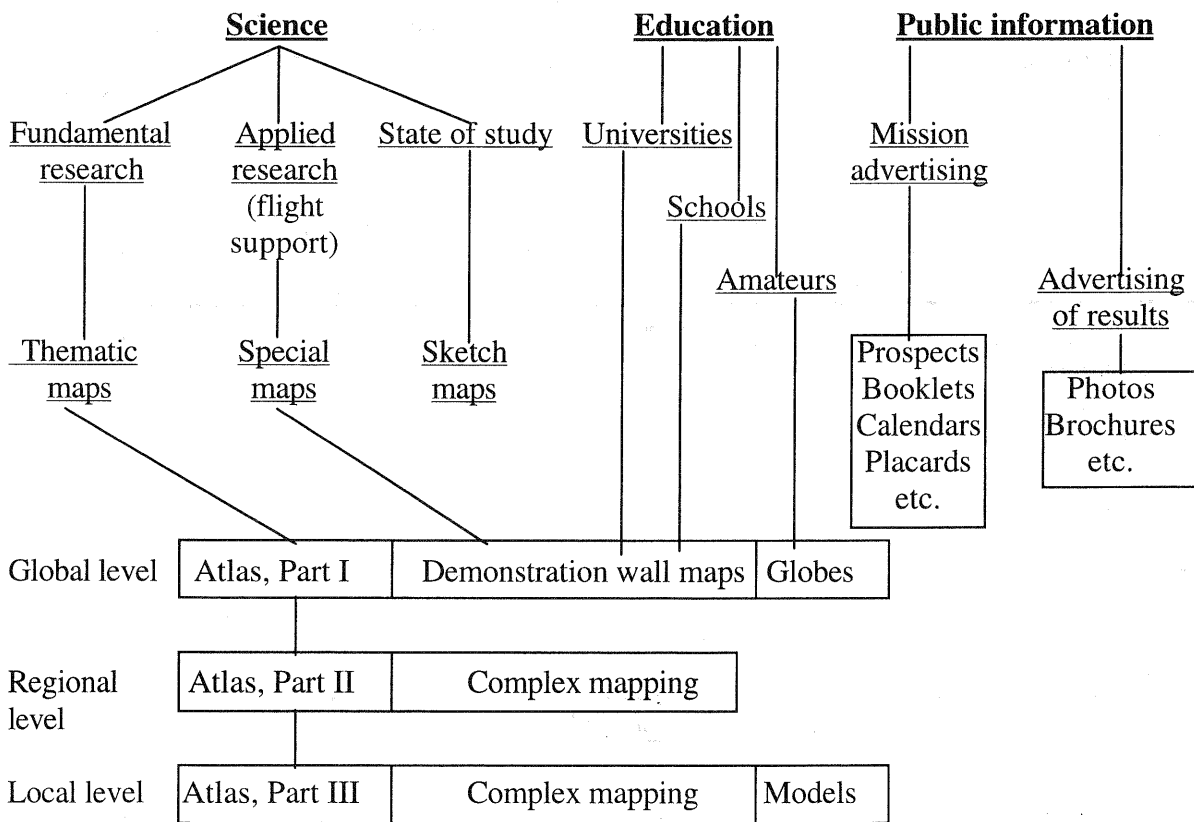 Science
Education
Public information
Fundamental
research
Applied
research
(flight
support)
State of study
Universities
Schools
Amateurs
Mission
advertising
Advertising
of results
Thematic
maps
Special
maps
Sketch
maps
Prospects
Booklets
Calendars
Placards
etc.
Photos
Brochures
etc.
Global level
Atlas, Part I
Demonstration wall maps
Globes
Regional
level
Atlas, Part II
Complex mapping
Local level
Atlas, Part III
Complex mapping
Models